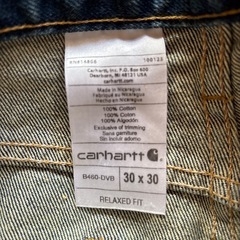 Carhartt, Inc. P.O. Box 600
Dearborn, MI 48121 USA
carhartt.com
Made in Nicaragua
Fabriqué au Nicaragua
Hecho en Nicaragua
100% Cotton
100% Coton
100% Algodón
Exclusive of trimming
Sans garniture
Sin incluir adorno
carhartt
B460-DVB
30 x 30
RELAXED FIT